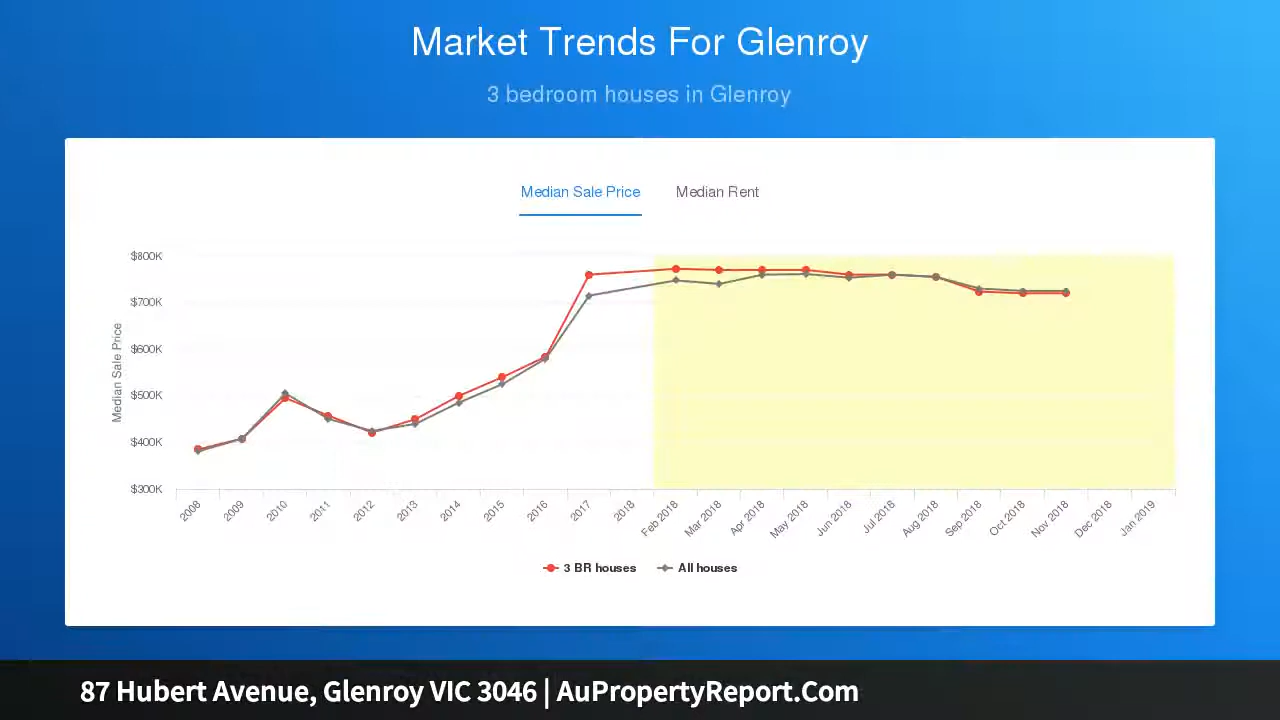 Market Trends For Glenroy
3 bedroom houses in Glenroy
Median Sale Price Median Rent
Median Sale Price
$800K
$700K
$600K
$500K
$400K
$300K
2008 2009 2010 2011 2012 2013 2014 2015 2016 2017 2018 Feb 2018 Mar 2018 Apr 2018 May 2018 Jun 2018 Jul 2018 Aug 2018 Sep 2018 Oct 2018 Nov 2018 Dec 2018 Jan 2019
3 BR houses All houses
87 Hubert Avenue, Glenroy VIC 3046 | AuPropertyReport.Com